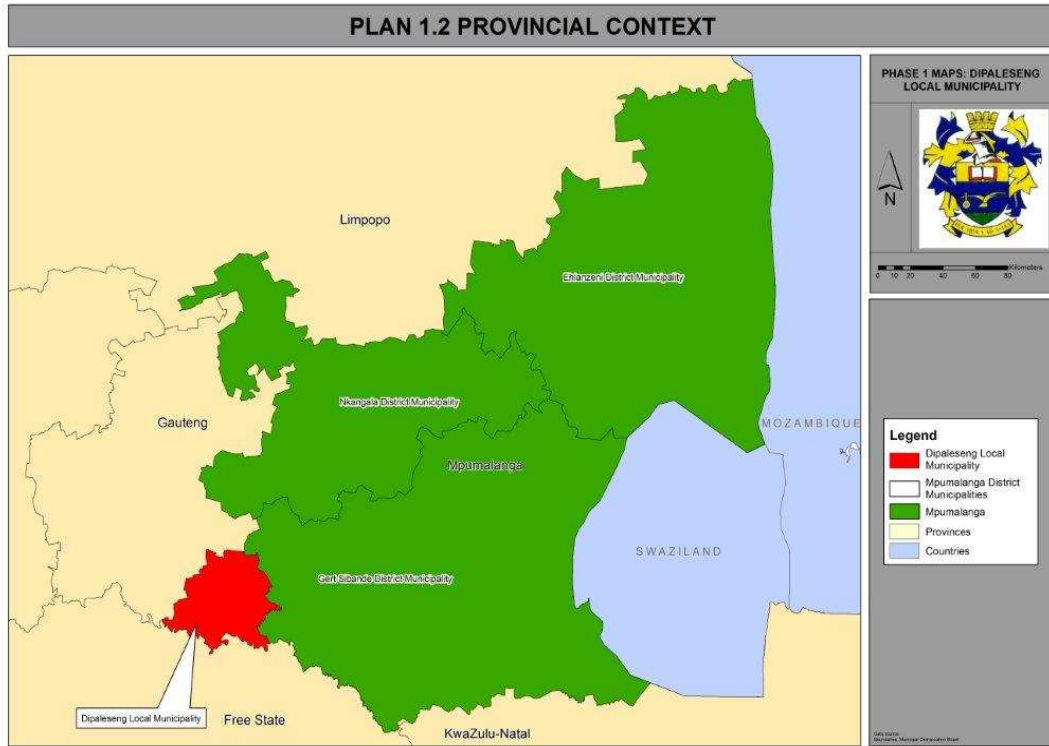 PLAN 1.2 PROVINCIAL CONTEXT
PHASE 1 MAPS: DIPALESENG
LOCAL MUNICIPALITY
N
Kilometers
0 10 20 40 60 80
Limpopo
Ehlanzeni District Municipality
Nkangala District Municipality
Gauteng
MOZAMBIQUE
Mpumalanga
SWAZILAND
Gert Sibande District Municipality
Dipaleseng Local Municipality
Free State
KwaZulu-Natal
Legend
Dipaleseng Local
Municipality
Mpumalanga District
Municipalities
Mpumalanga
Provinces
Countries